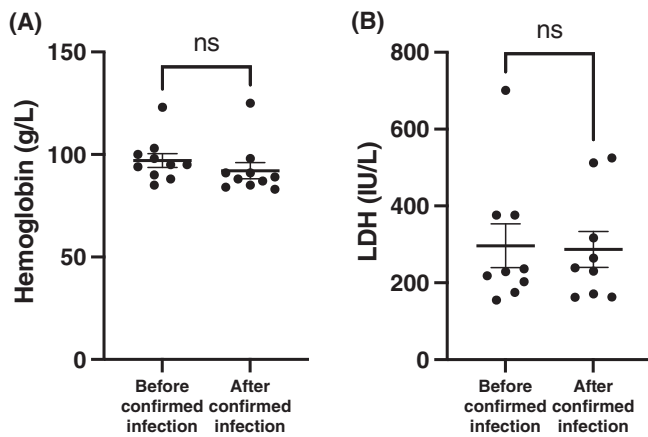 (A)
Hemoglobin (g/L)
150
100
50
0
ns
Before
confirmed
infection
After
confirmed
infection
(B)
LDH (IU/L)
800
600
400
200
0
ns
Before
confirmed
infection
After
confirmed
infection